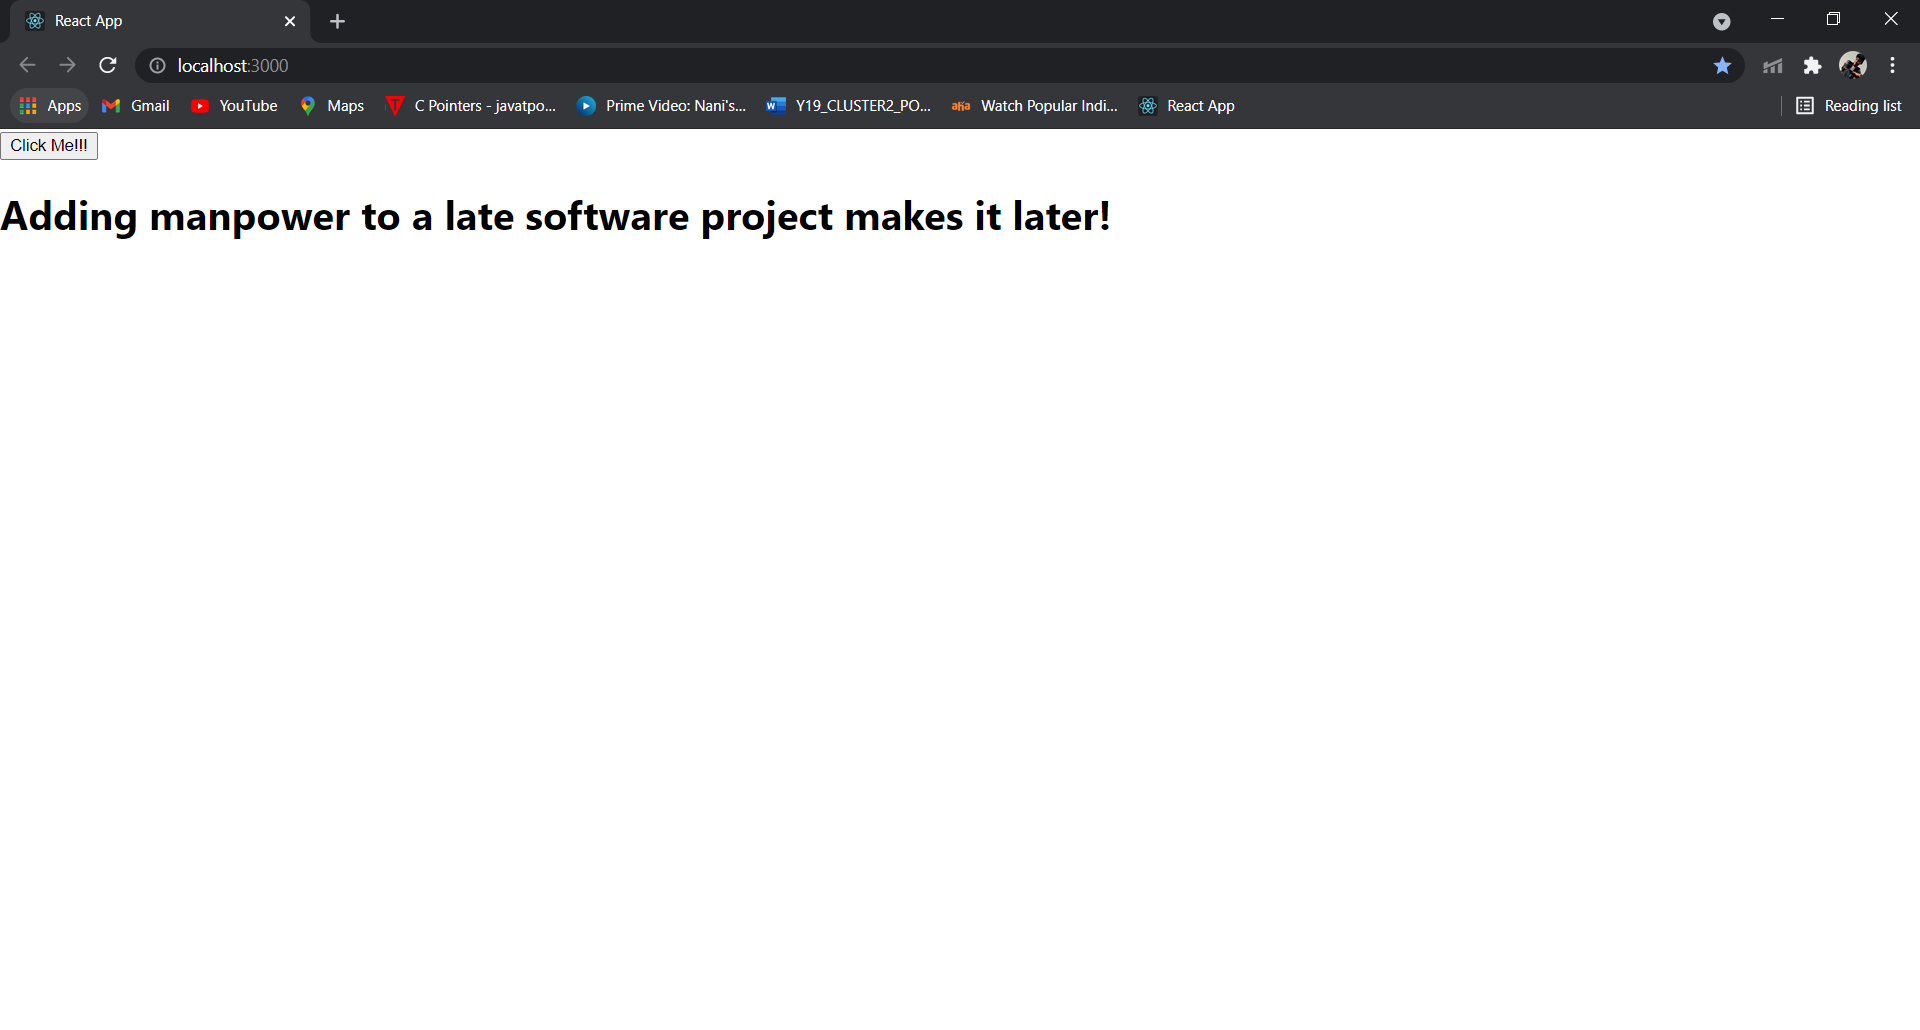 React App
localhost:3000
Apps Gmail YouTube Maps C Pointers - javatpo... Prime Video: Nani's... Y19_CLUSTER2_PO... aha Watch Popular Indi... React App Reading list
Click Me!!!
Adding manpower to a late software project makes it later!